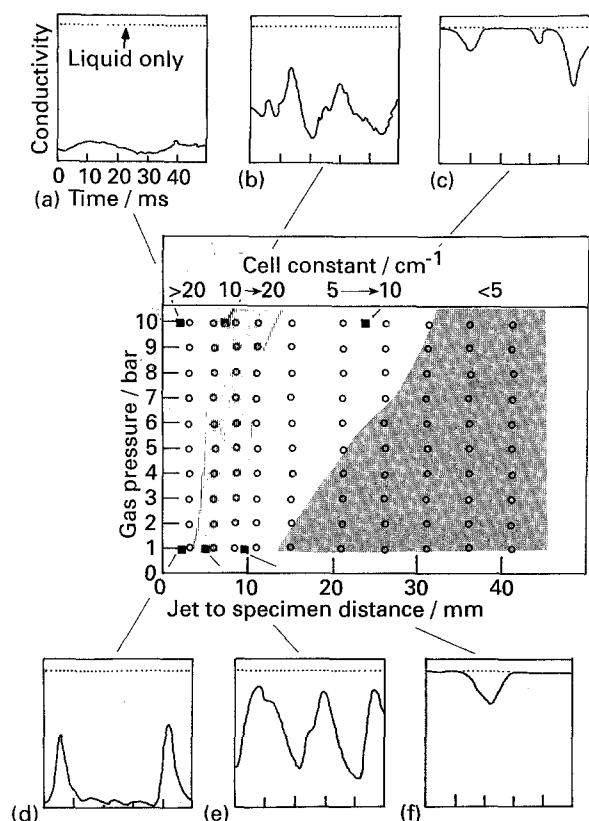 Liquid only
Conductivity
0 10 20 30 40
(a) Time / ms
(b)
(c)
Cell constant / cm⁻¹
>20 10→20 5→10 <5
Gas pressure / bar
10
9
8
7
6
5
4
3
2
1
0
0 10 20 30 40
Jet to specimen distance / mm
(d)
(e)
(f)